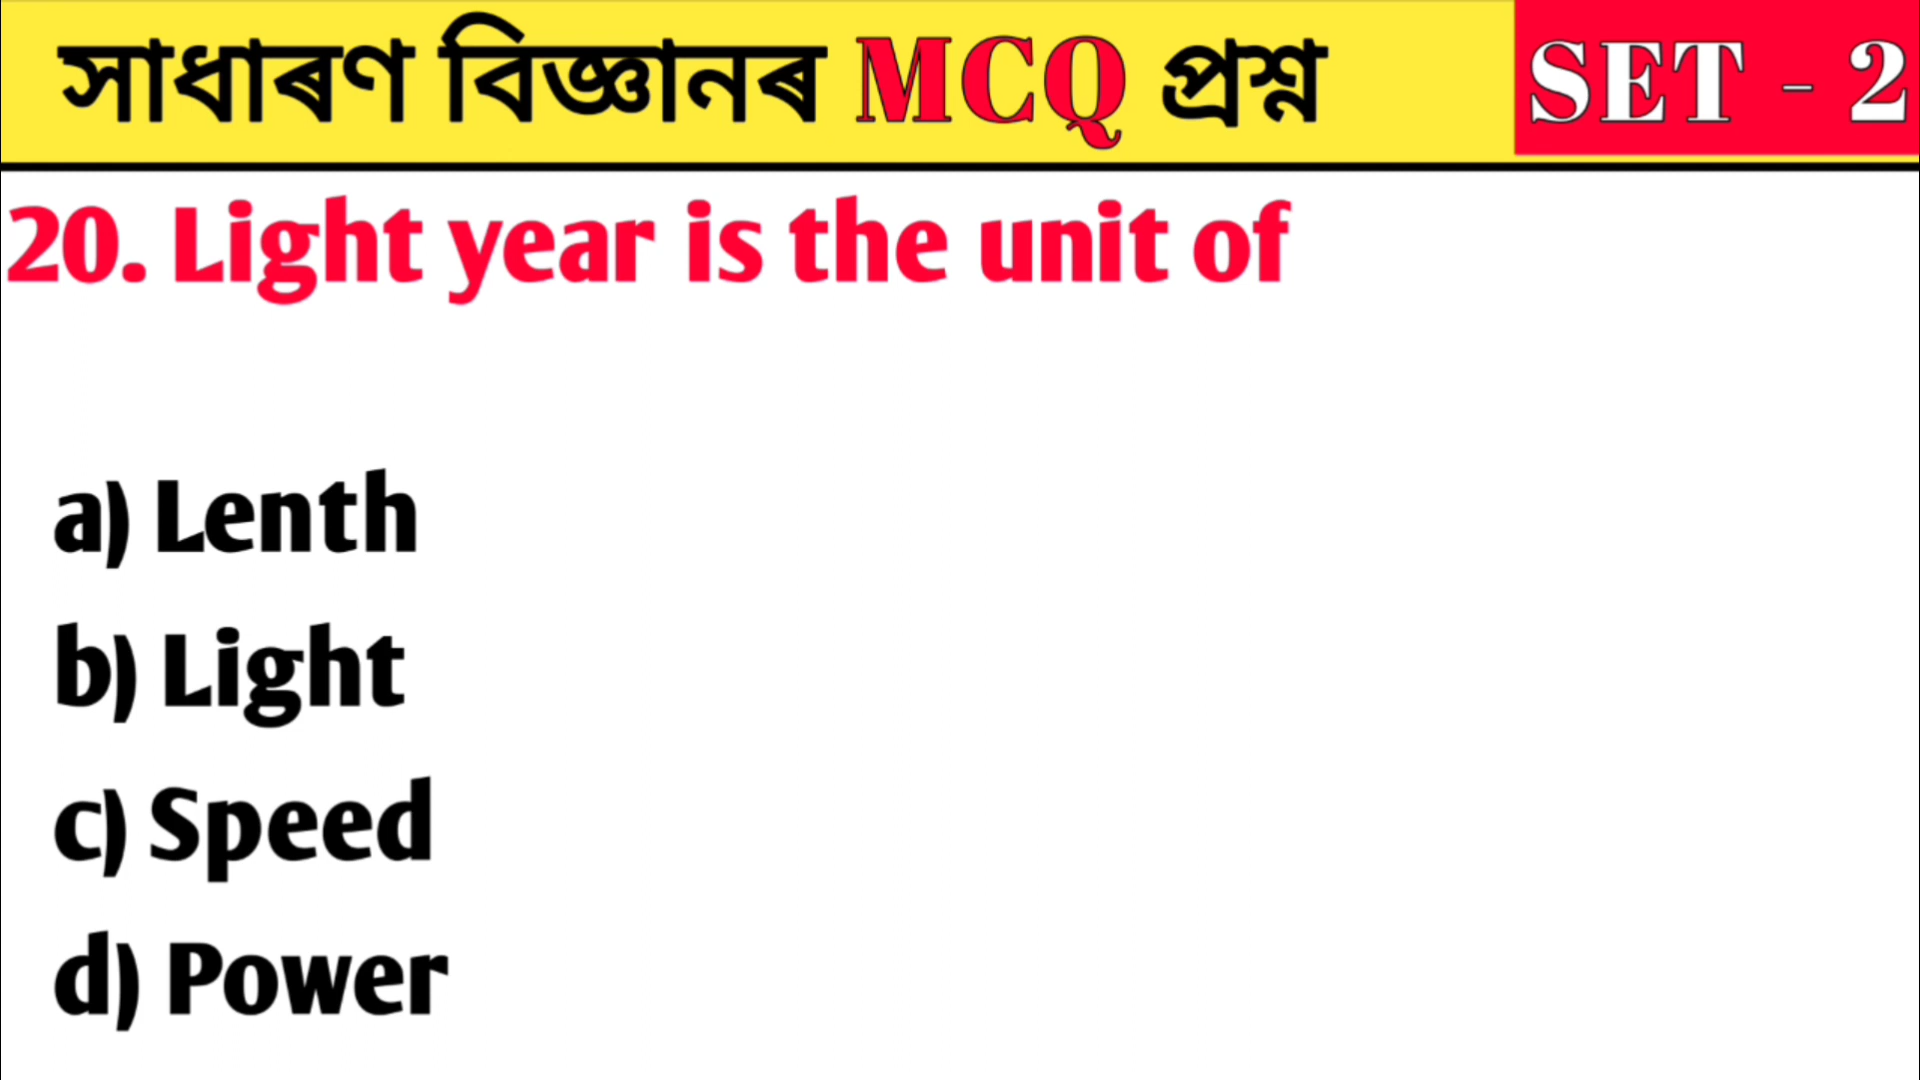 সাধাৰণ বিজ্ঞানৰ MCQ প্ৰশ্ন SET - 2
20. Light year is the unit of
a) Lenth
b) Light
c) Speed
d) Power